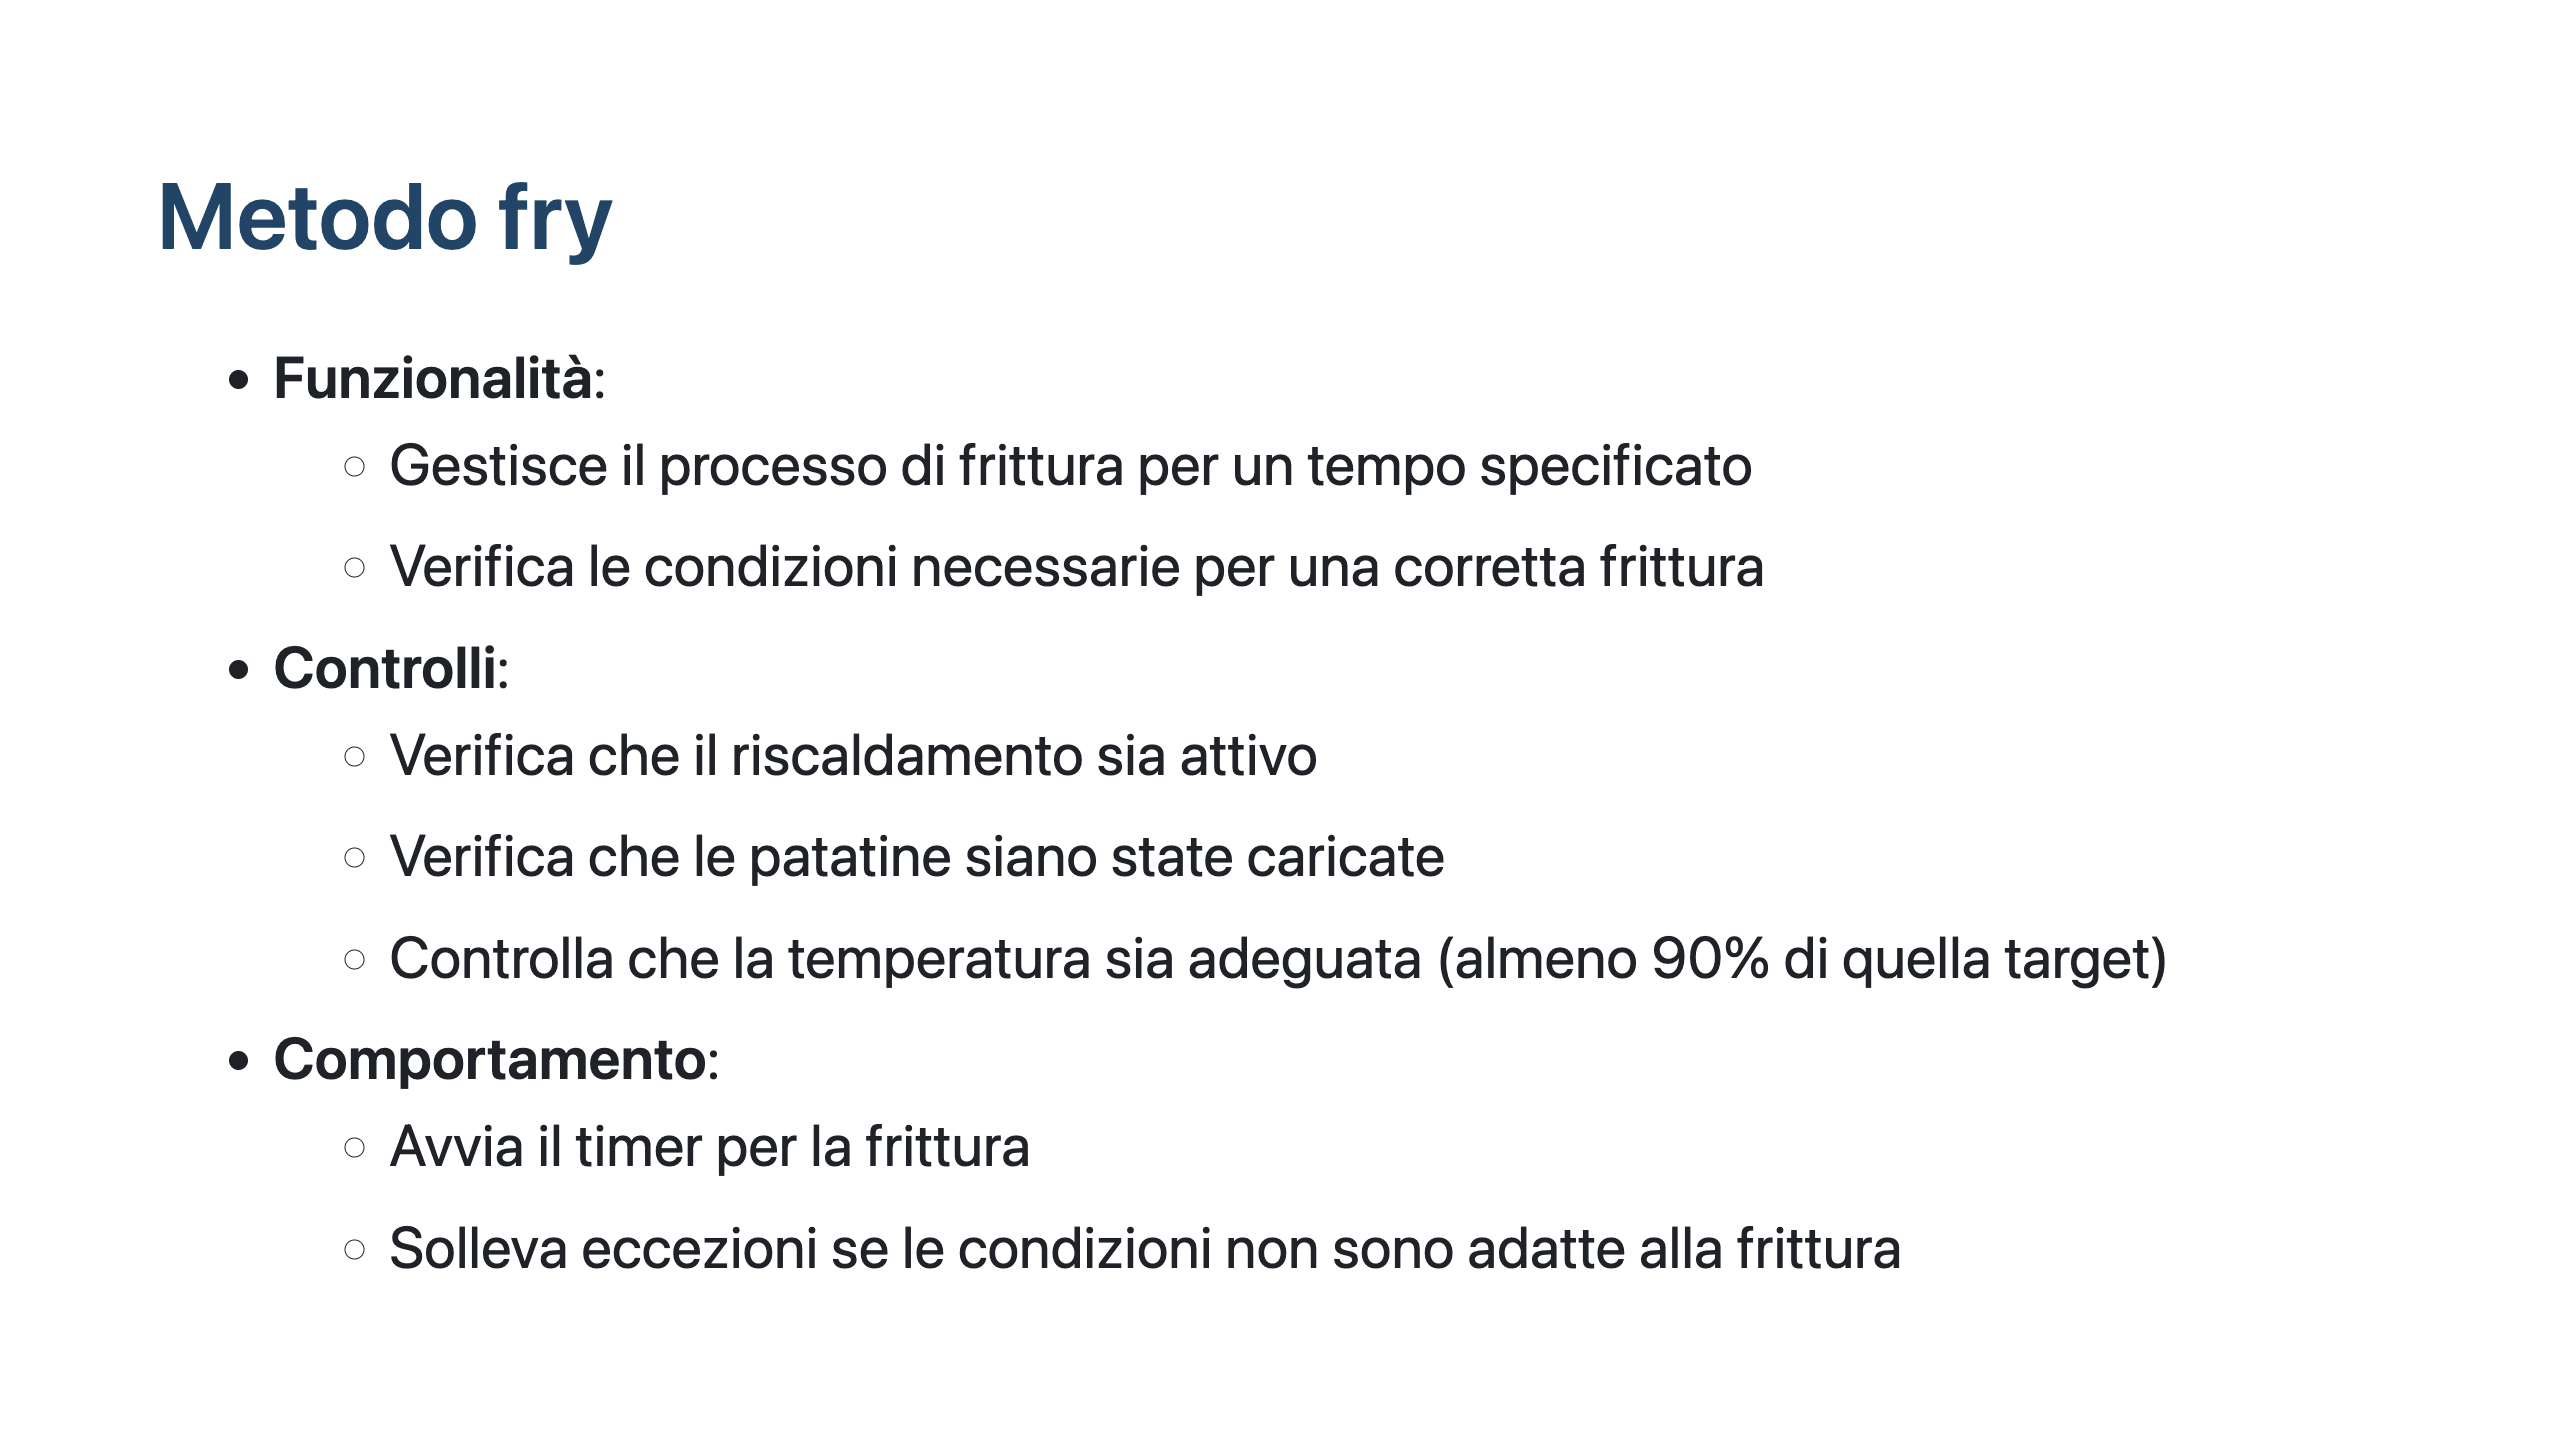 Metodo fry
• Funzionalità:
○ Gestisce il processo di frittura per un tempo specificato
○ Verifica le condizioni necessarie per una corretta frittura
• Controlli:
○ Verifica che il riscaldamento sia attivo
○ Verifica che le patatine siano state caricate
○ Controlla che la temperatura sia adeguata (almeno 90% di quella target)
• Comportamento:
○ Avvia il timer per la frittura
○ Solleva eccezioni se le condizioni non sono adatte alla frittura